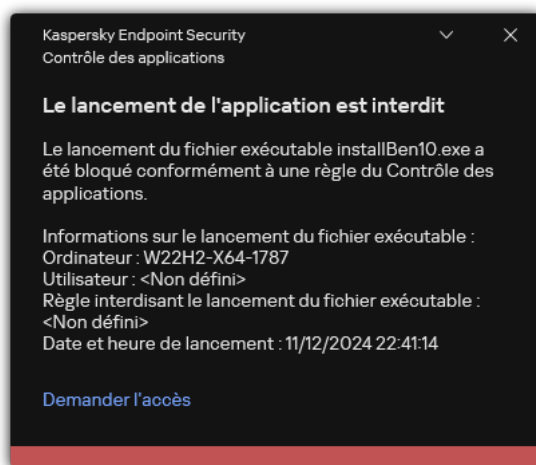 Kaspersky Endpoint Security
Contrôle des applications
Le lancement de l'application est interdit
Le lancement du fichier exécutable installBen10.exe a
été bloqué conformément à une règle du Contrôle des
applications.
Informations sur le lancement du fichier exécutable :
Ordinateur : W22H2-X64-1787
Utilisateur : <Non défini>
Règle interdisant le lancement du fichier exécutable :
<Non défini>
Date et heure de lancement : 11/12/2024 22:41:14
Demander l'accès